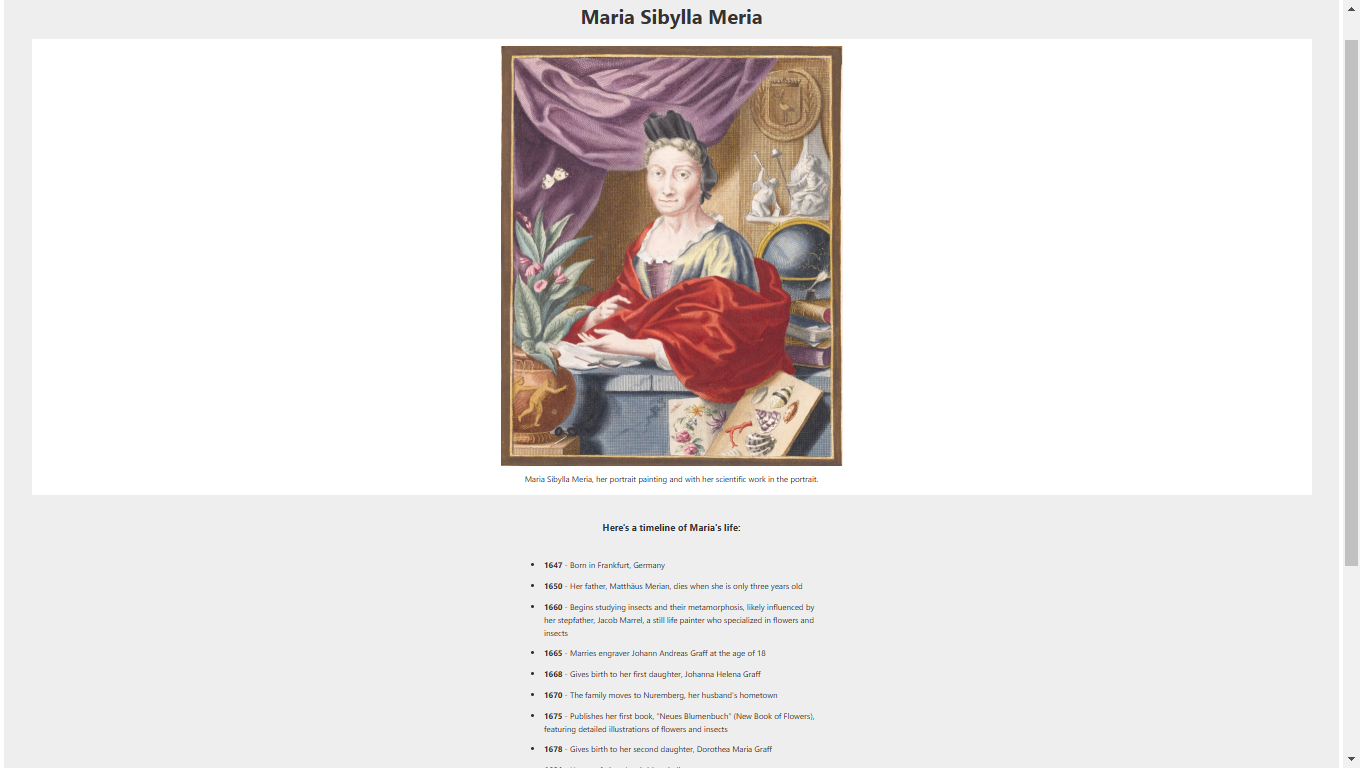 Maria Sibylla Meria
Maria Sibylla Meria, her portrait painting and with her scientific work in the portrait.
Here's a timeline of Maria's life:
1647 - Born in Frankfurt, Germany
1650 - Her father, Matthäus Merian, dies when she is only three years old
1660 - Begins studying insects and their metamorphosis, likely influenced by
her stepfather, Jacob Marrel, a still life painter who specialized in flowers and
insects
1665 - Marries engraver Johann Andreas Graff at the age of 18
1668 - Gives birth to her first daughter, Johanna Helena Graff
1670 - The family moves to Nuremberg, her husband's hometown
1675 - Publishes her first book, "Neues Blumenbuch" (New Book of Flowers),
featuring detailed illustrations of flowers and insects
1678 - Gives birth to her second daughter, Dorothea Maria Graff